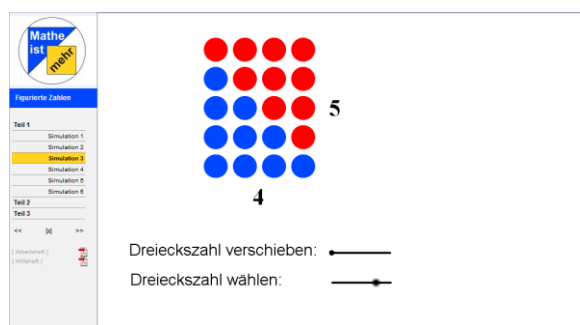 Mathe
ist
mehr
Figurierte Zahlen
Teil 1
Simulation 1
Simulation 2
Simulation 3
Simulation 4
Simulation 5
Simulation 6
Teil 2
Teil 3
<< [x] >>
[ Arbeitsheft ]
[ Hilfsheft ]
5
4
Dreieckszahl verschieben:
Dreieckszahl wählen: